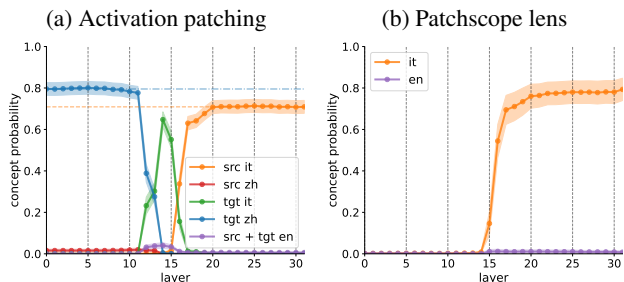 (a) Activation patching
1.0
0.8
0.6
0.4
0.2
0.0
concept probability
0 5 10 15 20 25 30
layer
src it
src zh
tgt it
tgt zh
src + tgt en
(b) Patchscope lens
1.0
0.8
0.6
0.4
0.2
0.0
concept probability
0 5 10 15 20 25 30
layer
it
en